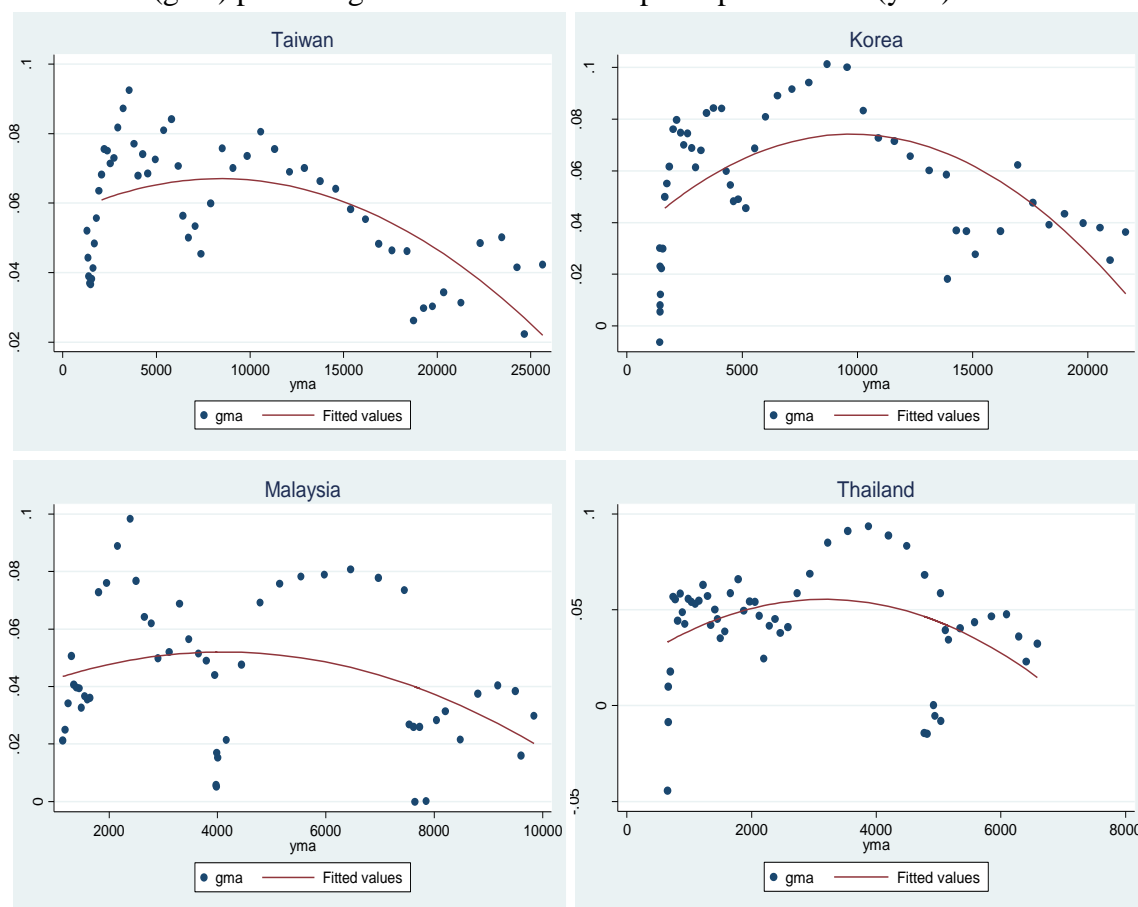 Taiwan
.1
.08
.06
.04
.02
0 5000 10000 15000 20000 25000
yma
gma Fitted values
Korea
.1
.08
.06
.04
.02
0
0 5000 10000 15000 20000
yma
gma Fitted values
Malaysia
.1
.08
.06
.04
.02
0
2000 4000 6000 8000 10000
yma
gma Fitted values
Thailand
.1
.05
0
-.05
0 2000 4000 6000 8000
yma
gma Fitted values